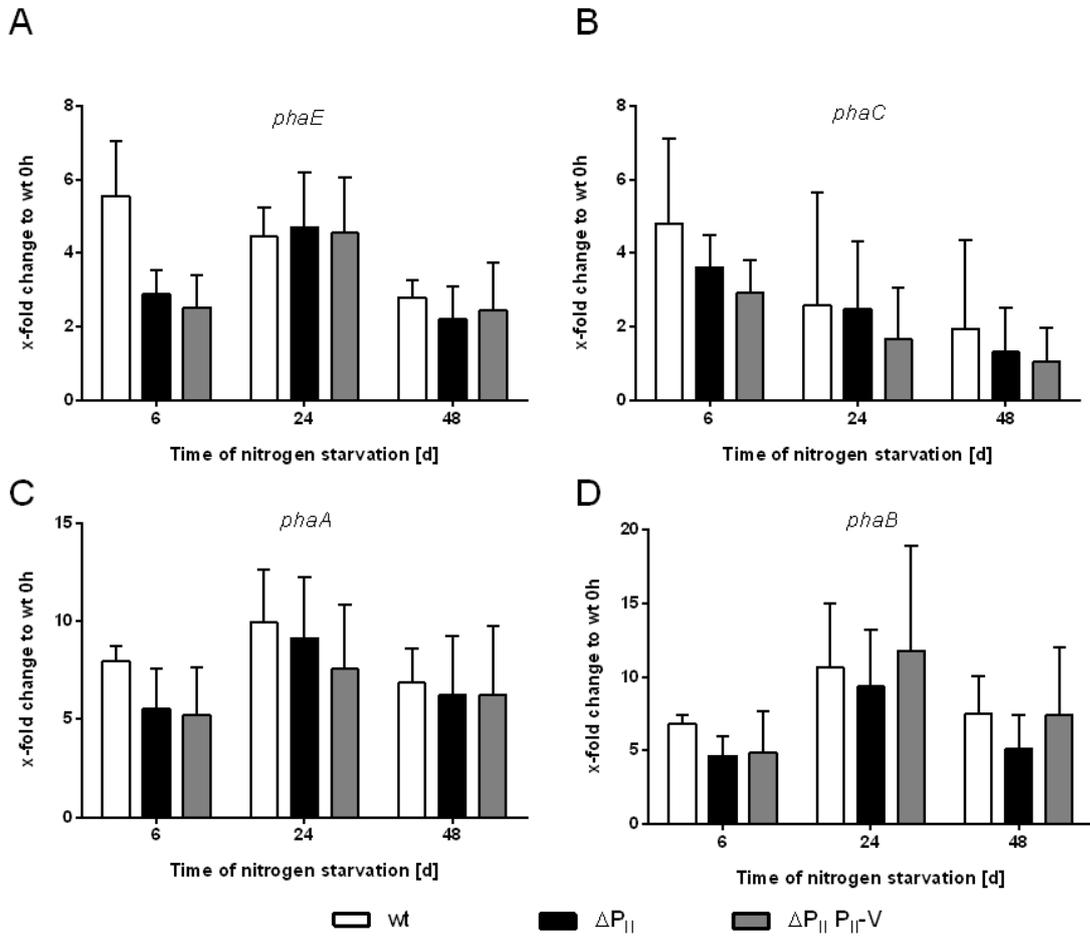 A
phaE
x-fold change to wt 0h
8
6
4
2
0
6 24 48
Time of nitrogen starvation [d]
B
phaC
x-fold change to wt 0h
8
6
4
2
0
6 24 48
Time of nitrogen starvation [d]
C
phaA
x-fold change to wt 0h
15
10
5
0
6 24 48
Time of nitrogen starvation [d]
D
phaB
x-fold change to wt 0h
20
15
10
5
0
6 24 48
Time of nitrogen starvation [d]
wt ΔP_II ΔP_II P_II-V